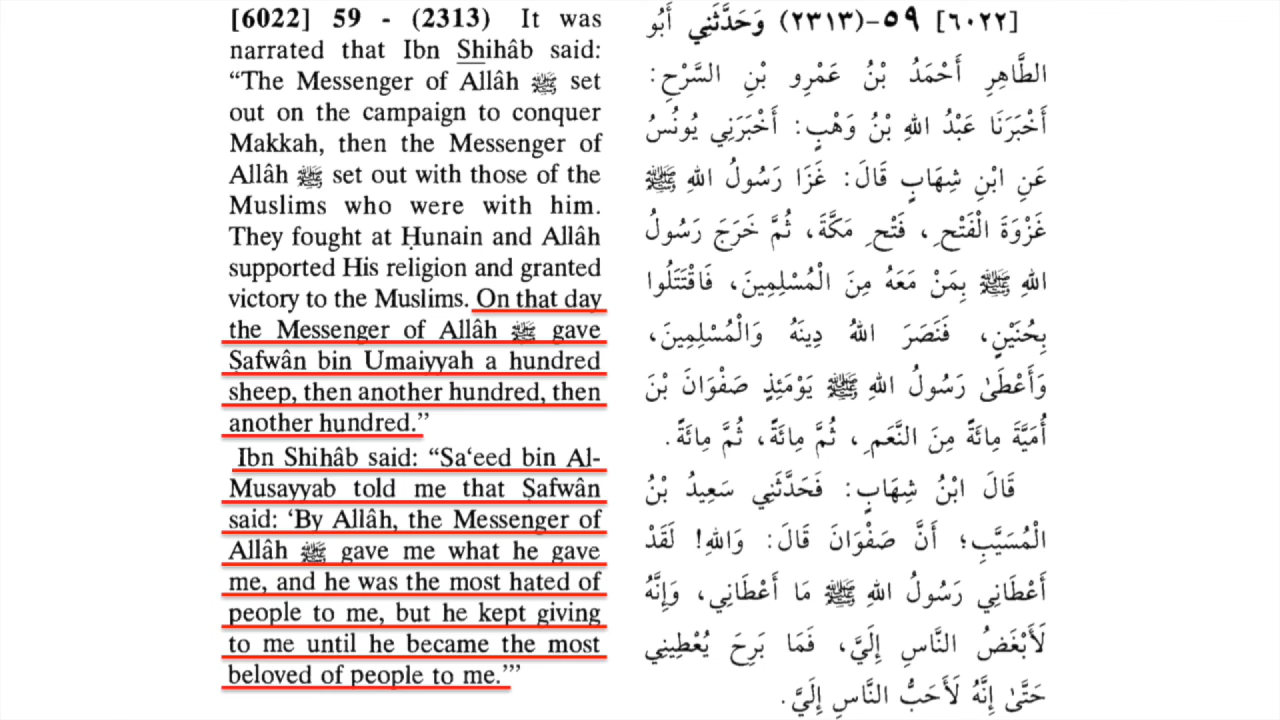 [6022] 59 - (2313) It was
narrated that Ibn Shihâb said:
“The Messenger of Allâh ﷺ set
out on the campaign to conquer
Makkah, then the Messenger of
Allâh ﷺ set out with those of the
Muslims who were with him.
They fought at Ḥunain and Allâh
supported His religion and granted
victory to the Muslims. On that day
the Messenger of Allâh ﷺ gave
Ṣafwân bin Umaiyyah a hundred
sheep, then another hundred, then
another hundred.”
Ibn Shihâb said: “Sa‘eed bin Al-
Musayyab told me that Ṣafwân
said: ‘By Allâh, the Messenger of
Allâh ﷺ gave me what he gave
me, and he was the most hated of
people to me, but he kept giving
to me until he became the most
beloved of people to me.’”
[٦٠٢٢] ٥٩-(٢٣١٣) وَحَدَّثَنِي أَبُو
الطَّاهِرِ أَحْمَدُ بْنُ عَمْرِو بْنِ السَّرْحِ:
أَخْبَرَنَا عَبْدُ اللهِ بْنُ وَهْبٍ: أَخْبَرَنِي يُونُسُ
عَنِ ابْنِ شِهَابٍ قَالَ: غَزَا رَسُولُ اللهِ ﷺ
غَزْوَةَ الْفَتْحِ، فَتْحِ مَكَّةَ، ثُمَّ خَرَجَ رَسُولُ
اللهِ ﷺ بِمَنْ مَعَهُ مِنَ الْمُسْلِمِينَ، فَاقْتَتَلُوا
بِحُنَيْنٍ، فَنَصَرَ اللهُ دِينَهُ وَالْمُسْلِمِينَ،
وَأَعْطَىٰ رَسُولُ اللهِ ﷺ يَوْمَئِذٍ صَفْوَانَ بْنَ
أُمَيَّةَ مِائَةً مِنَ النَّعَمِ، ثُمَّ مِائَةً، ثُمَّ مِائَةً.
قَالَ ابْنُ شِهَابٍ: فَحَدَّثَنِي سَعِيدُ بْنُ
الْمُسَيَّبِ؛ أَنَّ صَفْوَانَ قَالَ: وَاللهِ! لَقَدْ
أَعْطَانِي رَسُولُ اللهِ ﷺ مَا أَعْطَانِي، وَإِنَّهُ
لَأَبْغَضُ النَّاسِ إِلَيَّ، فَمَا بَرِحَ يُعْطِينِي
حَتَّىٰ إِنَّهُ لَأَحَبُّ النَّاسِ إِلَيَّ.